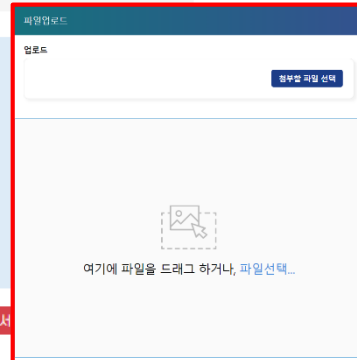 파일업로드
업로드
첨부할 파일 선택
여기에 파일을 드래그 하거나, 파일선택...
서